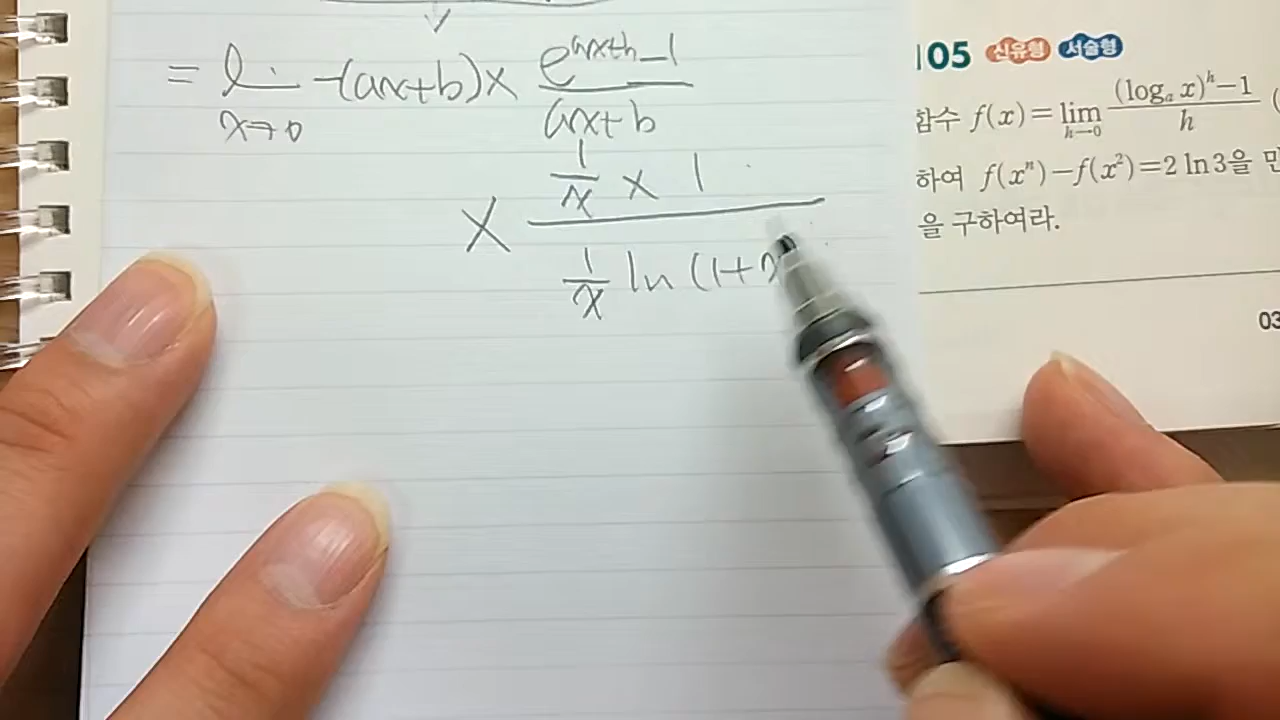 = lim x→0 -(ax+b)× (e^(ax+b) -1)/(ax+b)
× (1/x × 1)/(1/x ln(1+x
105 신유형 서술형
함수 f(x)=lim h→0 ((log_a x)^h -1)/h (
하여 f(x^n)-f(x^2)=2 ln 3을 만
을 구하여라.
03